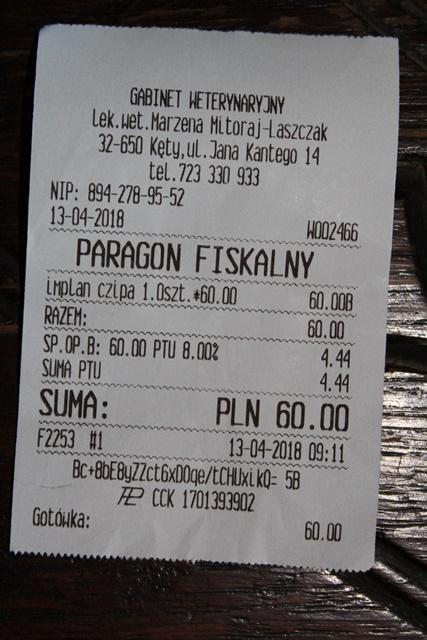 GABINET WETERYNARYJNY
Lek.wet.Marzena Mitoraj-Laszczak
32-650 Kęty,ul.Jana Kantego 14
tel.723 330 933
NIP: 894-278-95-52
13-04-2018 W002466
PARAGON FISKALNY
implan czipa 1.0szt.*60.00 60.00B
RAZEM: 60.00
SP.OP.B: 60.00 PTU 8.00% 4.44
SUMA PTU 4.44
SUMA: PLN 60.00
F2253 #1 13-04-2018 09:11
Bc+8bE8yZZct6xDOqe/tCHUxikQ= 5B
CCK 1701393902
Gotówka: 60.00